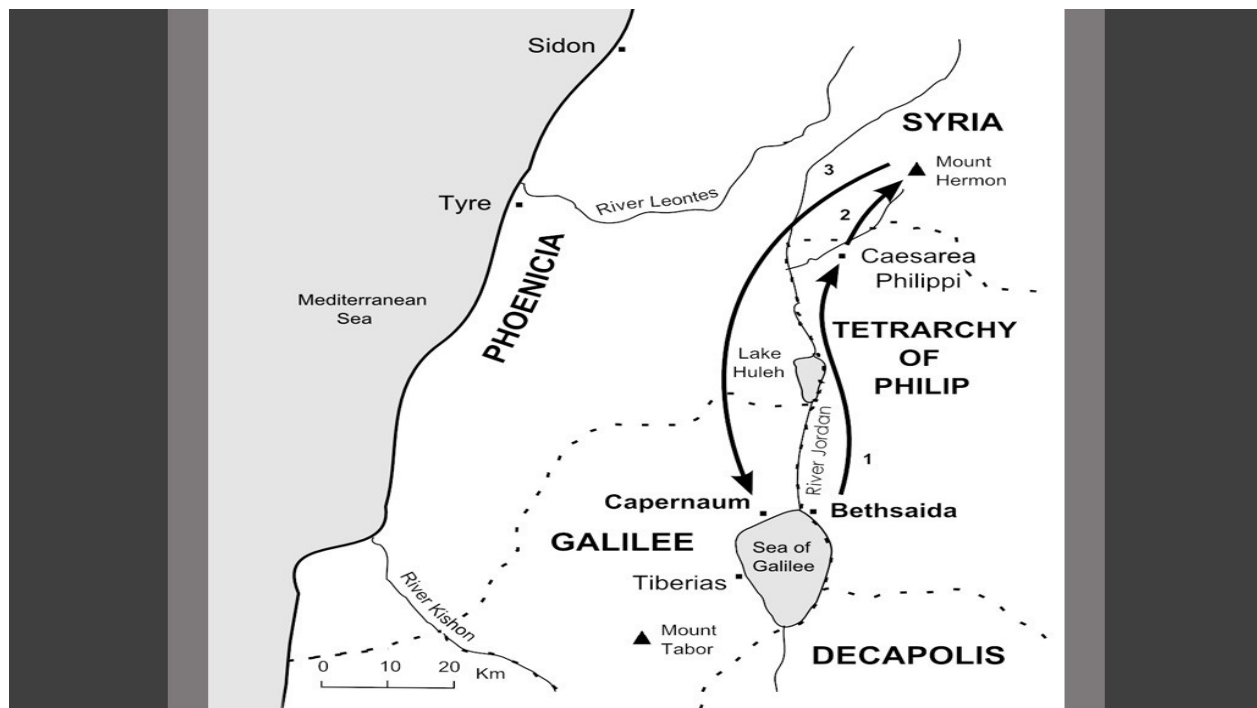 Sidon
SYRIA
3
Mount
Hermon
Tyre
River Leontes
2
Caesarea
Philippi
PHOENICIA
Mediterranean
Sea
TETRARCHY
OF
PHILIP
Lake
Huleh
River Jordan
1
Capernaum
Bethsaida
GALILEE
Sea of
Galilee
Tiberias
River Kishon
Mount
Tabor
DECAPOLIS
0 10 20
Km